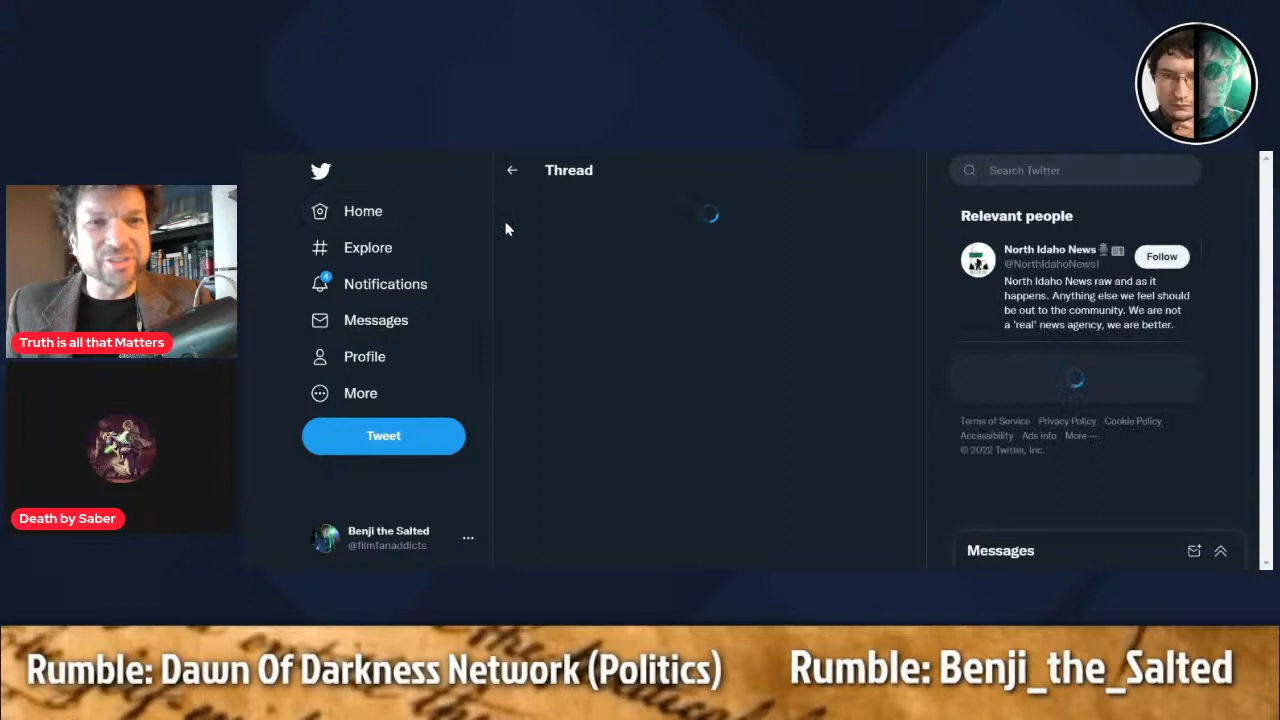 Thread
Search Twitter
Home
Explore
Notifications
4
Messages
Profile
More
Tweet
Benji the Salted
@filmfanaddicts
Relevant people
North Idaho News
@NorthIdahoNews1
Follow
North Idaho News raw and as it
happens. Anything else we feel should
be out to the community. We are not
a 'real' news agency, we are better.
Terms of Service Privacy Policy Cookie Policy
Accessibility Ads info More ···
© 2022 Twitter, Inc.
Messages
Truth is all that Matters
Death by Saber
Rumble: Dawn Of Darkness Network (Politics)
Rumble: Benji_the_Salted